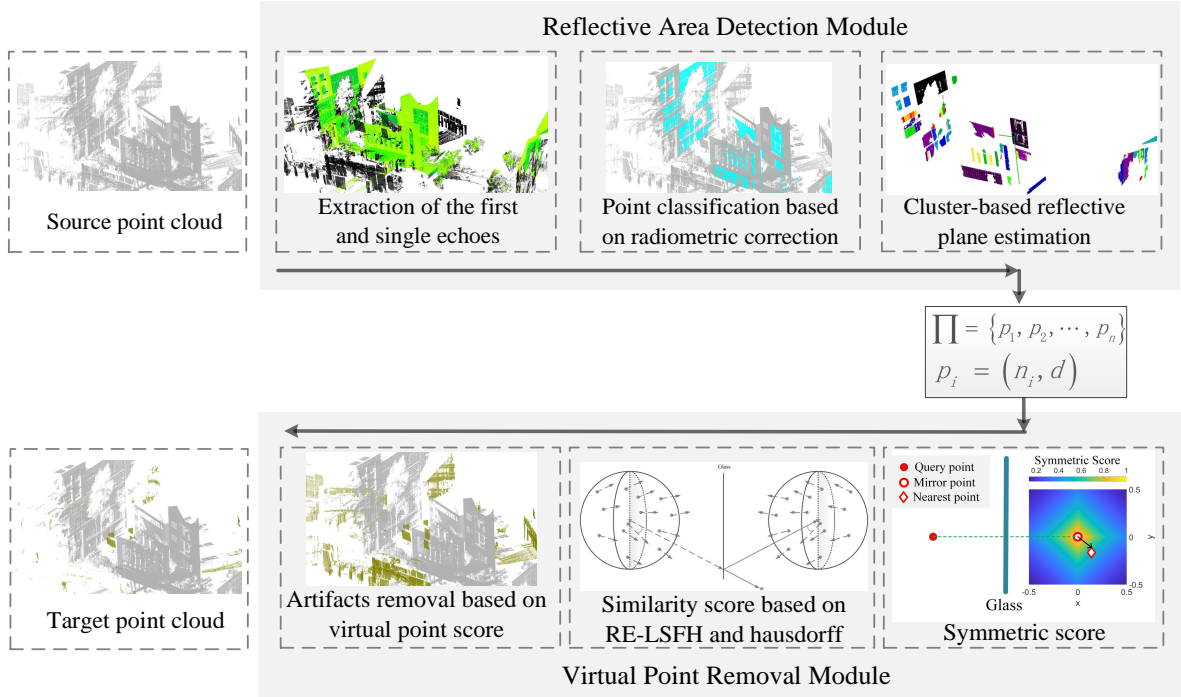 Reflective Area Detection Module
Source point cloud
Extraction of the first
and single echoes
Point classification based
on radiometric correction
Cluster-based reflective
plane estimation
∏ = {p₁, p₂, ⋯, pₙ}
pᵢ = (nᵢ, d)
Target point cloud
Artifacts removal based on
virtual point score
Glass
Similarity score based on
RE-LSFH and hausdorff
Query point
Mirror point
Nearest point
Symmetric Score
0.2 0.4 0.6 0.8 1
0.5
0
y
-0.5
-0.5 0 0.5
x
Glass
Symmetric score
Virtual Point Removal Module